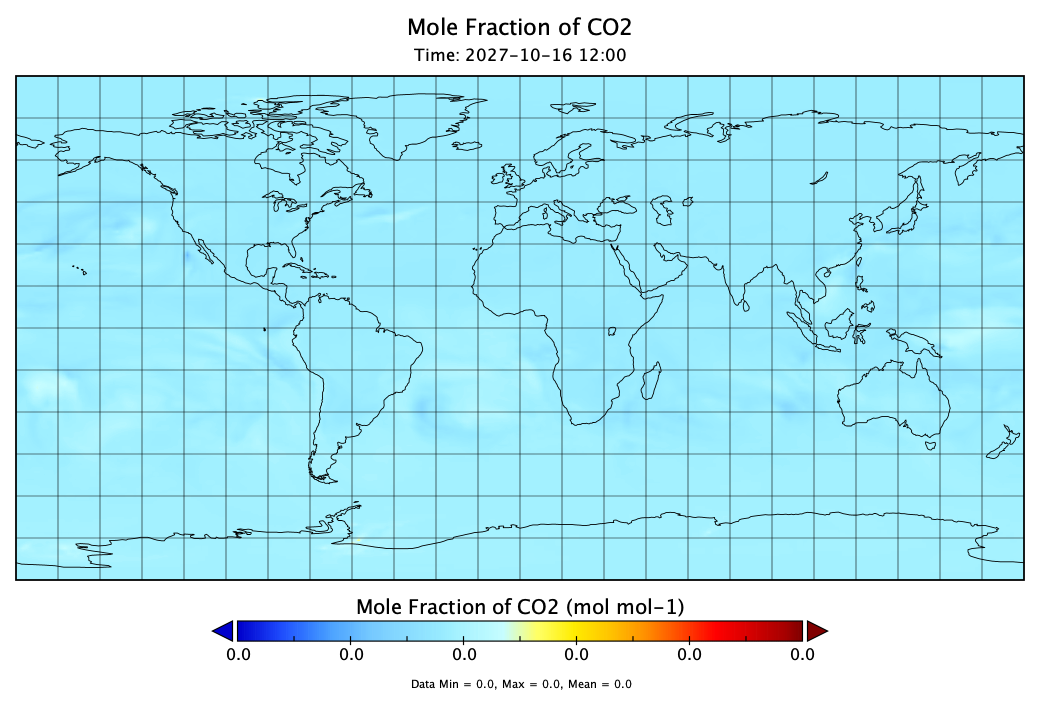 Mole Fraction of CO2
Time: 2027-10-16 12:00
Mole Fraction of CO2 (mol mol-1)
0.0 0.0 0.0 0.0 0.0 0.0
Data Min = 0.0, Max = 0.0, Mean = 0.0